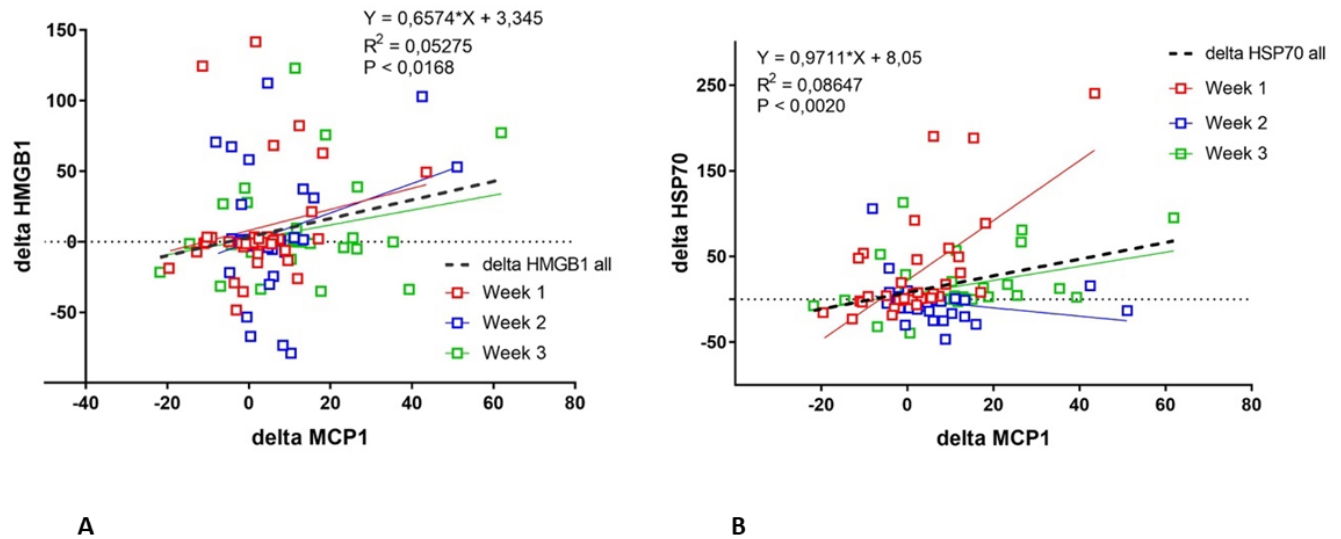 Y = 0,6574*X + 3,345
R2 = 0,05275
P < 0,0168
150
100
50
0
-50
delta HMGB1
delta HMGB1 all
Week 1
Week 2
Week 3
-40 -20 0 20 40 60 80
delta MCP1
A
Y = 0,9711*X + 8,05
R2 = 0,08647
P < 0,0020
delta HSP70 all
Week 1
Week 2
Week 3
250
150
50
-50
delta HSP70
-20 0 20 40 60 80
delta MCP1
B